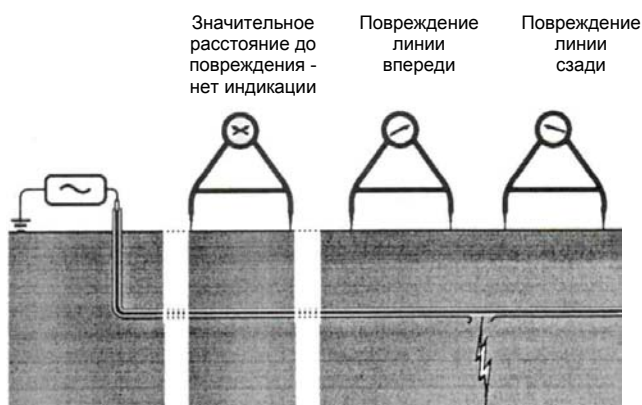 Значительное
расстояние до
повреждения -
нет индикации
Повреждение
линии
впереди
Повреждение
линии
сзади